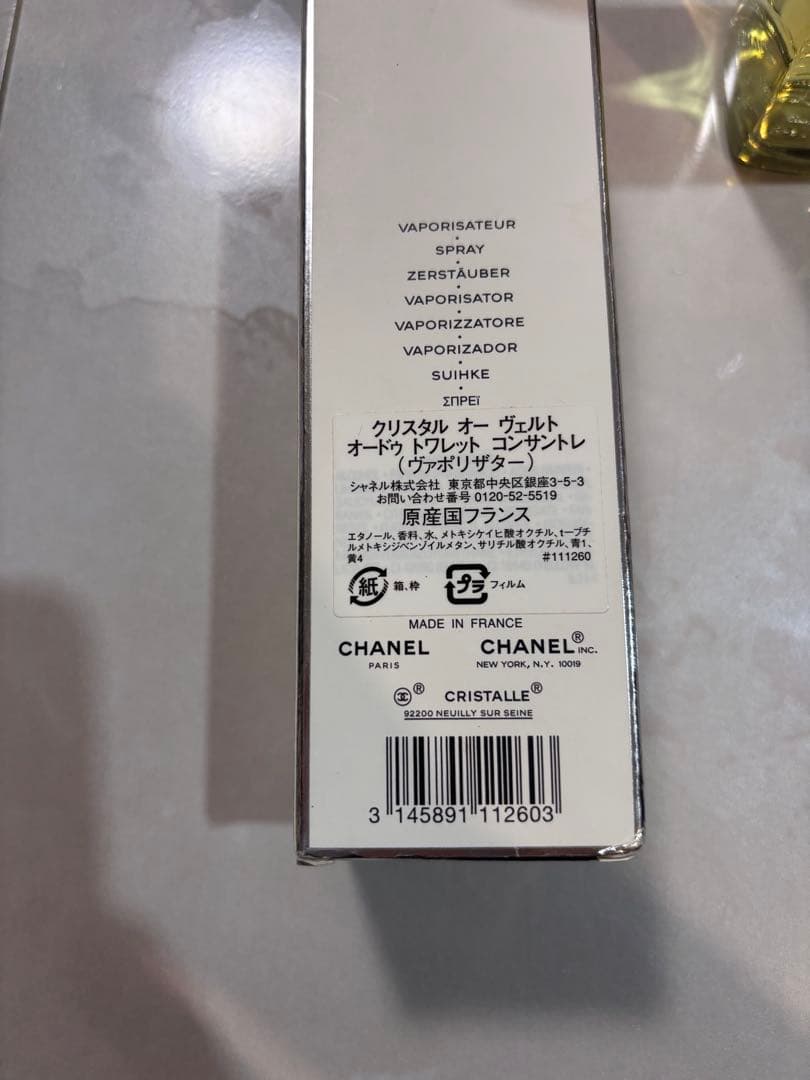 VAPORISATEUR
SPRAY
ZERSTÄUBER
VAPORISATOR
VAPORIZZATORE
VAPORIZADOR
SUIHKE
ΣΠΡΕΪ
クリスタル オー ヴェルト
オードゥ トワレット コンサントレ
(ヴァポリザター)
シャネル株式会社 東京都中央区銀座3-5-3
お問い合わせ番号 0120-52-5519
原産国フランス
エタノール、香料、水、メトキシケイヒ酸オクチル、t-ブチ
ルメトキシジベンゾイルメタン、サリチル酸オクチル、青1、
黄4 #111260
紙 箱、枠 プラ フィルム
MADE IN FRANCE
CHANEL CHANEL® INC.
PARIS NEW YORK, N.Y. 10019
® CRISTALLE®
92200 NEUILLY SUR SEINE
3 145891 112603